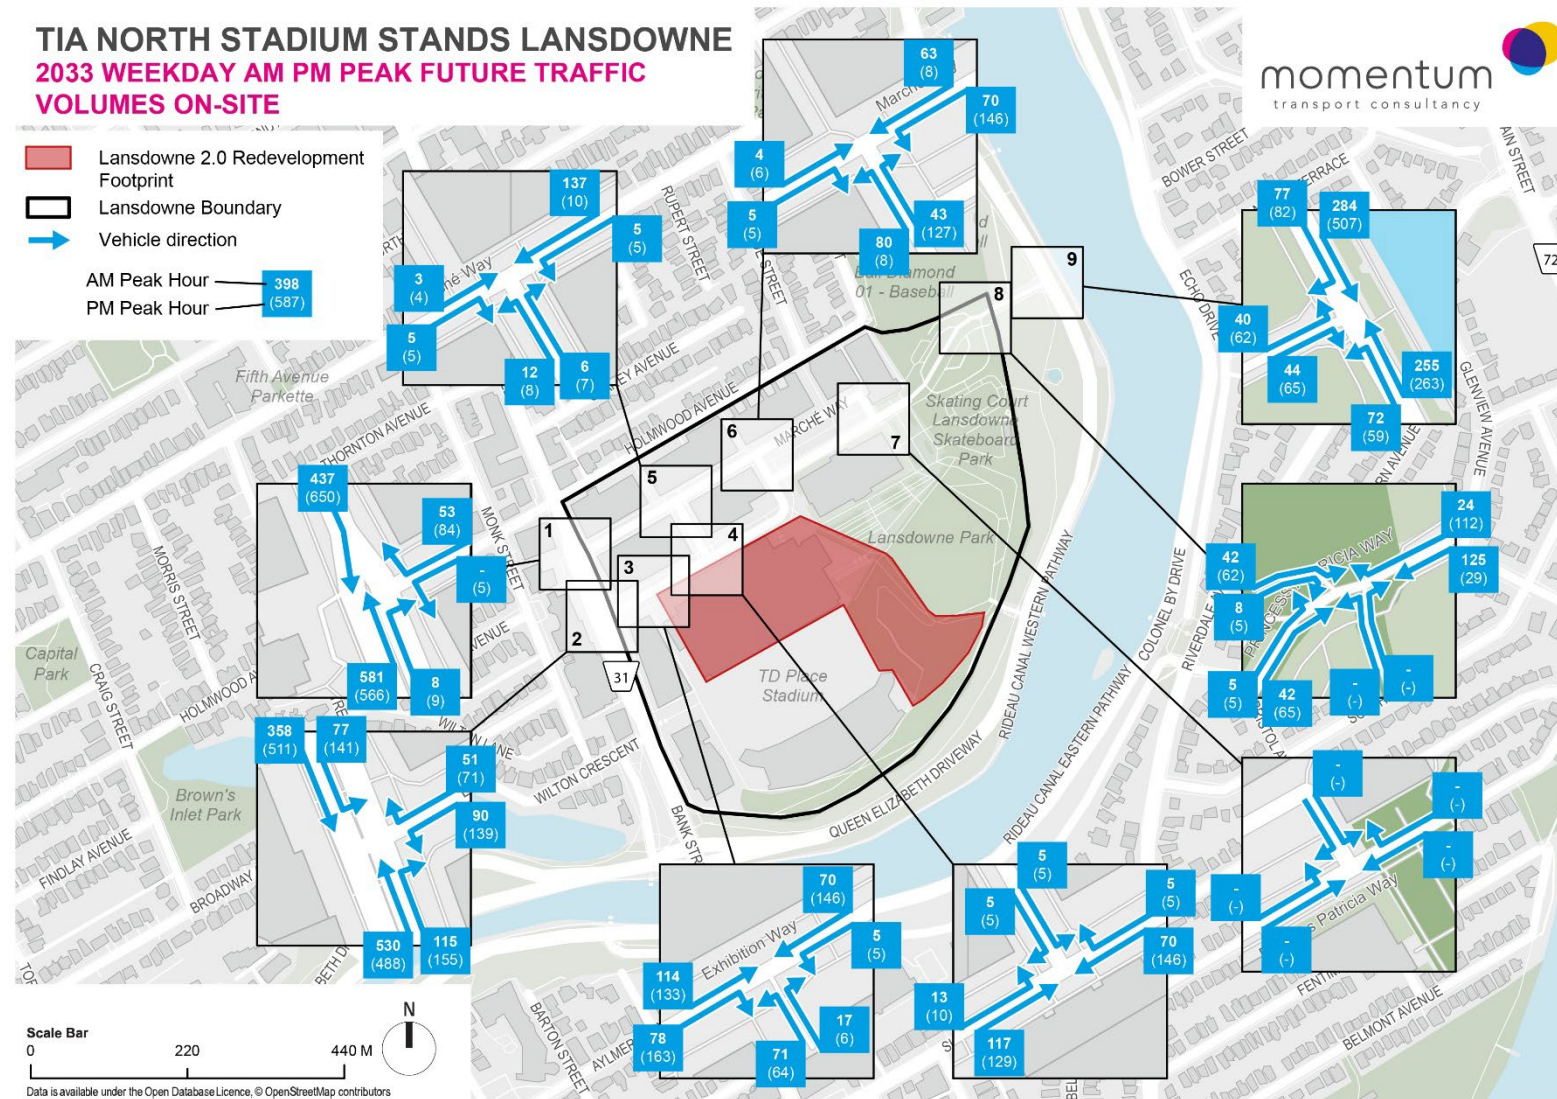 TIA NORTH STADIUM STANDS LANSDOWNE
2033 WEEKDAY AM PM PEAK FUTURE TRAFFIC
VOLUMES ON-SITE
momentum
transport consultancy
Lansdowne 2.0 Redevelopment
Footprint
Lansdowne Boundary
Vehicle direction
AM Peak Hour
PM Peak Hour
398
(587)
137
(10)
5
(5)
3
(4)
5
(5)
12
(8)
6
(7)
63
(8)
70
(146)
4
(6)
5
(5)
80
(8)
43
(127)
77
(82)
284
(507)
40
(62)
44
(65)
255
(263)
72
(59)
437
(650)
53
(84)
-
(5)
581
(566)
8
(9)
24
(112)
125
(29)
42
(62)
8
(5)
5
(5)
42
(65)
-
(-)
-
(-)
358
(511)
77
(141)
51
(71)
90
(139)
530
(488)
115
(155)
70
(146)
5
(5)
114
(133)
78
(163)
71
(64)
17
(6)
5
(5)
5
(5)
5
(5)
70
(146)
13
(10)
117
(129)
-
(-)
-
(-)
-
(-)
-
(-)
-
(-)
1
2
3
4
5
6
7
8
9
31
72
Fifth Avenue
Parkette
THORNTON AVENUE
HOLMWOOD AVENUE
RUPERT STREET
MONK STREET
MORRIS STREET
CRAIG STREET
Capital
Park
Brown's
Inlet Park
FINDLAY AVENUE
BROADWAY
WILTON LANE
WILTON CRESCENT
BANK STR
MARCHÉ WAY
01 - Baseball
Skating Court
Lansdowne
Skateboard
Park
Lansdowne Park
TD Place
Stadium
QUEEN ELIZABETH DRIVEWAY
RIDEAU CANAL WESTERN PATHWAY
RIDEAU CANAL EASTERN PATHWAY
COLONEL BY DRIVE
ECHO DRIVE
BOWER STREET
GLENVIEW AVENUE
Exhibition Way
BARTON STREET
AYLMER
BELMONT AVENUE
Patricia Way
Scale Bar
0 220 440 M
N
Data is available under the Open Database Licence, © OpenStreetMap contributors